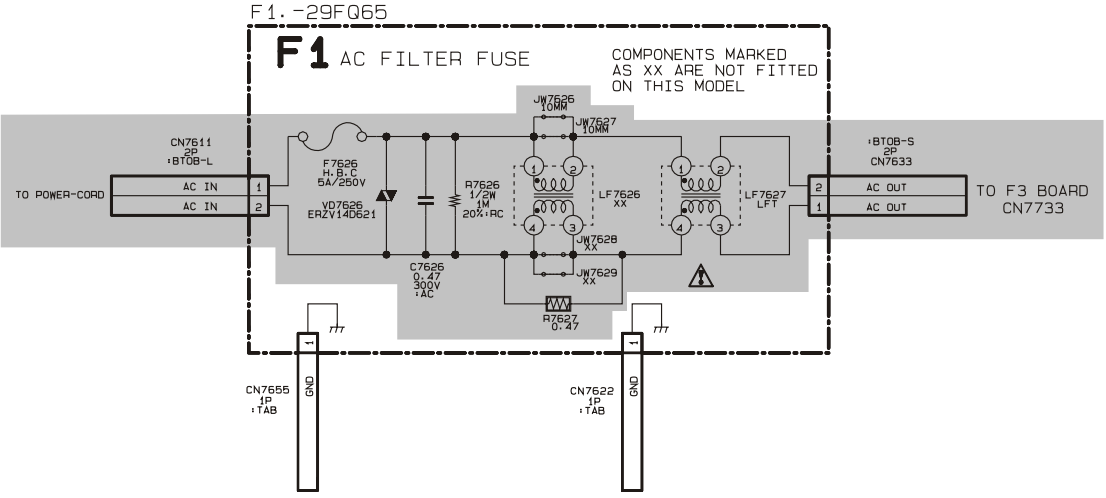 F1.-29FQ65
F1 AC FILTER FUSE
COMPONENTS MARKED
AS XX ARE NOT FITTED
ON THIS MODEL
JW7626
10MM
JW7627
10MM
CN7611
2P
:BTOB-L
F7626
H.B.C
5A/250V
VD7626
ERZV14D621
R7626
1/2W
1M
20%:RC
1 2
4 3
LF7626
XX
1 2
4 3
LF7627
LFT
:BTOB-S
2P
CN7633
TO POWER-CORD
AC IN 1
AC IN 2
2 AC OUT
1 AC OUT
TO F3 BOARD
CN7733
JW7628
XX
JW7629
XX
C7626
0.47
300V
:AC
R7627
0.47
1
GND
CN7655
1P
:TAB
1
GND
CN7622
1P
:TAB